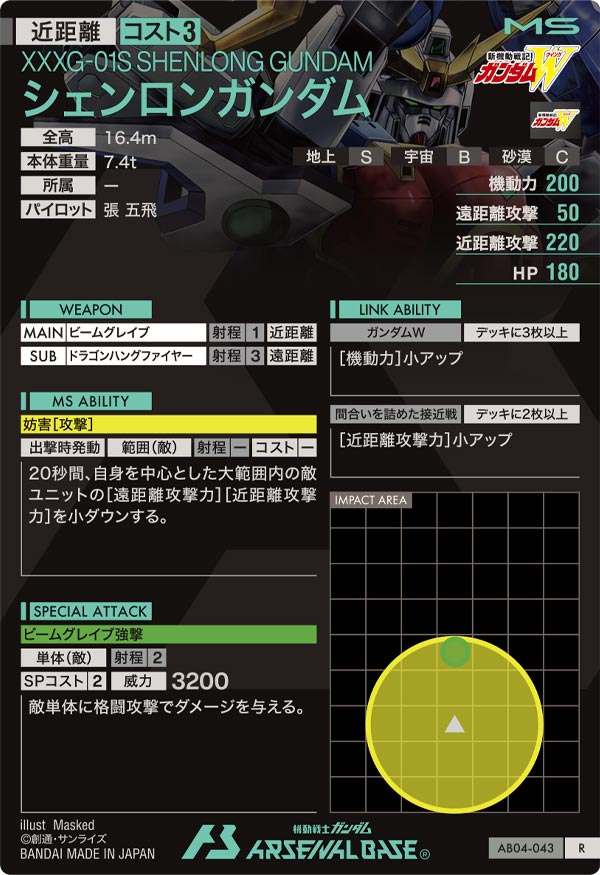 近距離 コスト3 MS
XXXG-01S SHENLONG GUNDAM
シェンロンガンダム
新機動戦記 ガンダムW ウイング
新機動戦記 ガンダムW
全高 16.4m
本体重量 7.4t
所属 ー
パイロット 張 五飛
地上 S 宇宙 B 砂漠 C
機動力 200
遠距離攻撃 50
近距離攻撃 220
HP 180
WEAPON
MAIN ビームグレイブ 射程 1 近距離
SUB ドラゴンハングファイヤー 射程 3 遠距離
MS ABILITY
妨害[攻撃]
出撃時発動 範囲(敵) 射程 ー コスト ー
20秒間、自身を中心とした大範囲内の敵
ユニットの[遠距離攻撃力][近距離攻撃
力]を小ダウンする。
SPECIAL ATTACK
ビームグレイブ強撃
単体(敵) 射程 2
SPコスト 2 威力 3200
敵単体に格闘攻撃でダメージを与える。
LINK ABILITY
ガンダムW デッキに3枚以上
[機動力]小アップ
間合いを詰めた接近戦 デッキに2枚以上
[近距離攻撃力]小アップ
IMPACT AREA
illust Masked
©創通・サンライズ
BANDAI MADE IN JAPAN
機動戦士ガンダム
AB ARSENAL BASE®
AB04-043 R